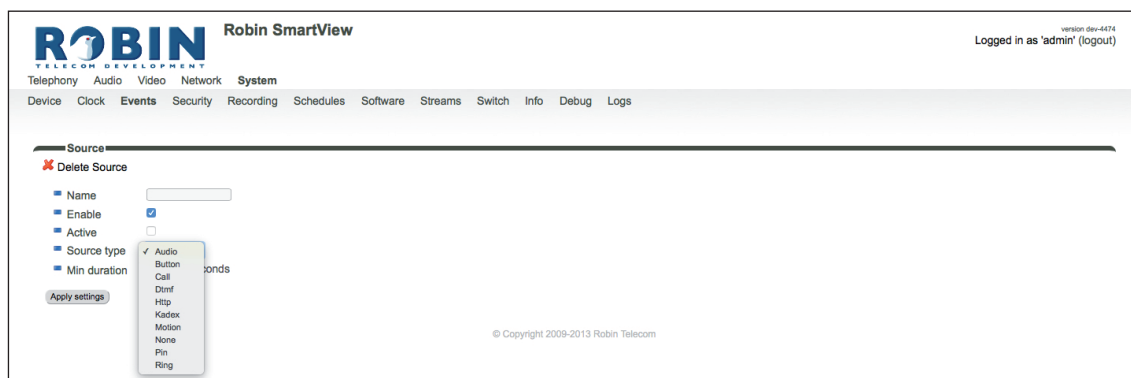 ROBIN
TELECOM DEVELOPMENT
Robin SmartView
version dev-4474
Logged in as 'admin' (logout)
Telephony Audio Video Network System
Device Clock Events Security Recording Schedules Software Streams Switch Info Debug Logs
Source
Delete Source
Name
Enable
Active
Source type
✓ Audio
Button
Call
Dtmf
Http
Kadex
Motion
None
Pin
Ring
Min duration
conds
Apply settings
© Copyright 2009-2013 Robin Telecom